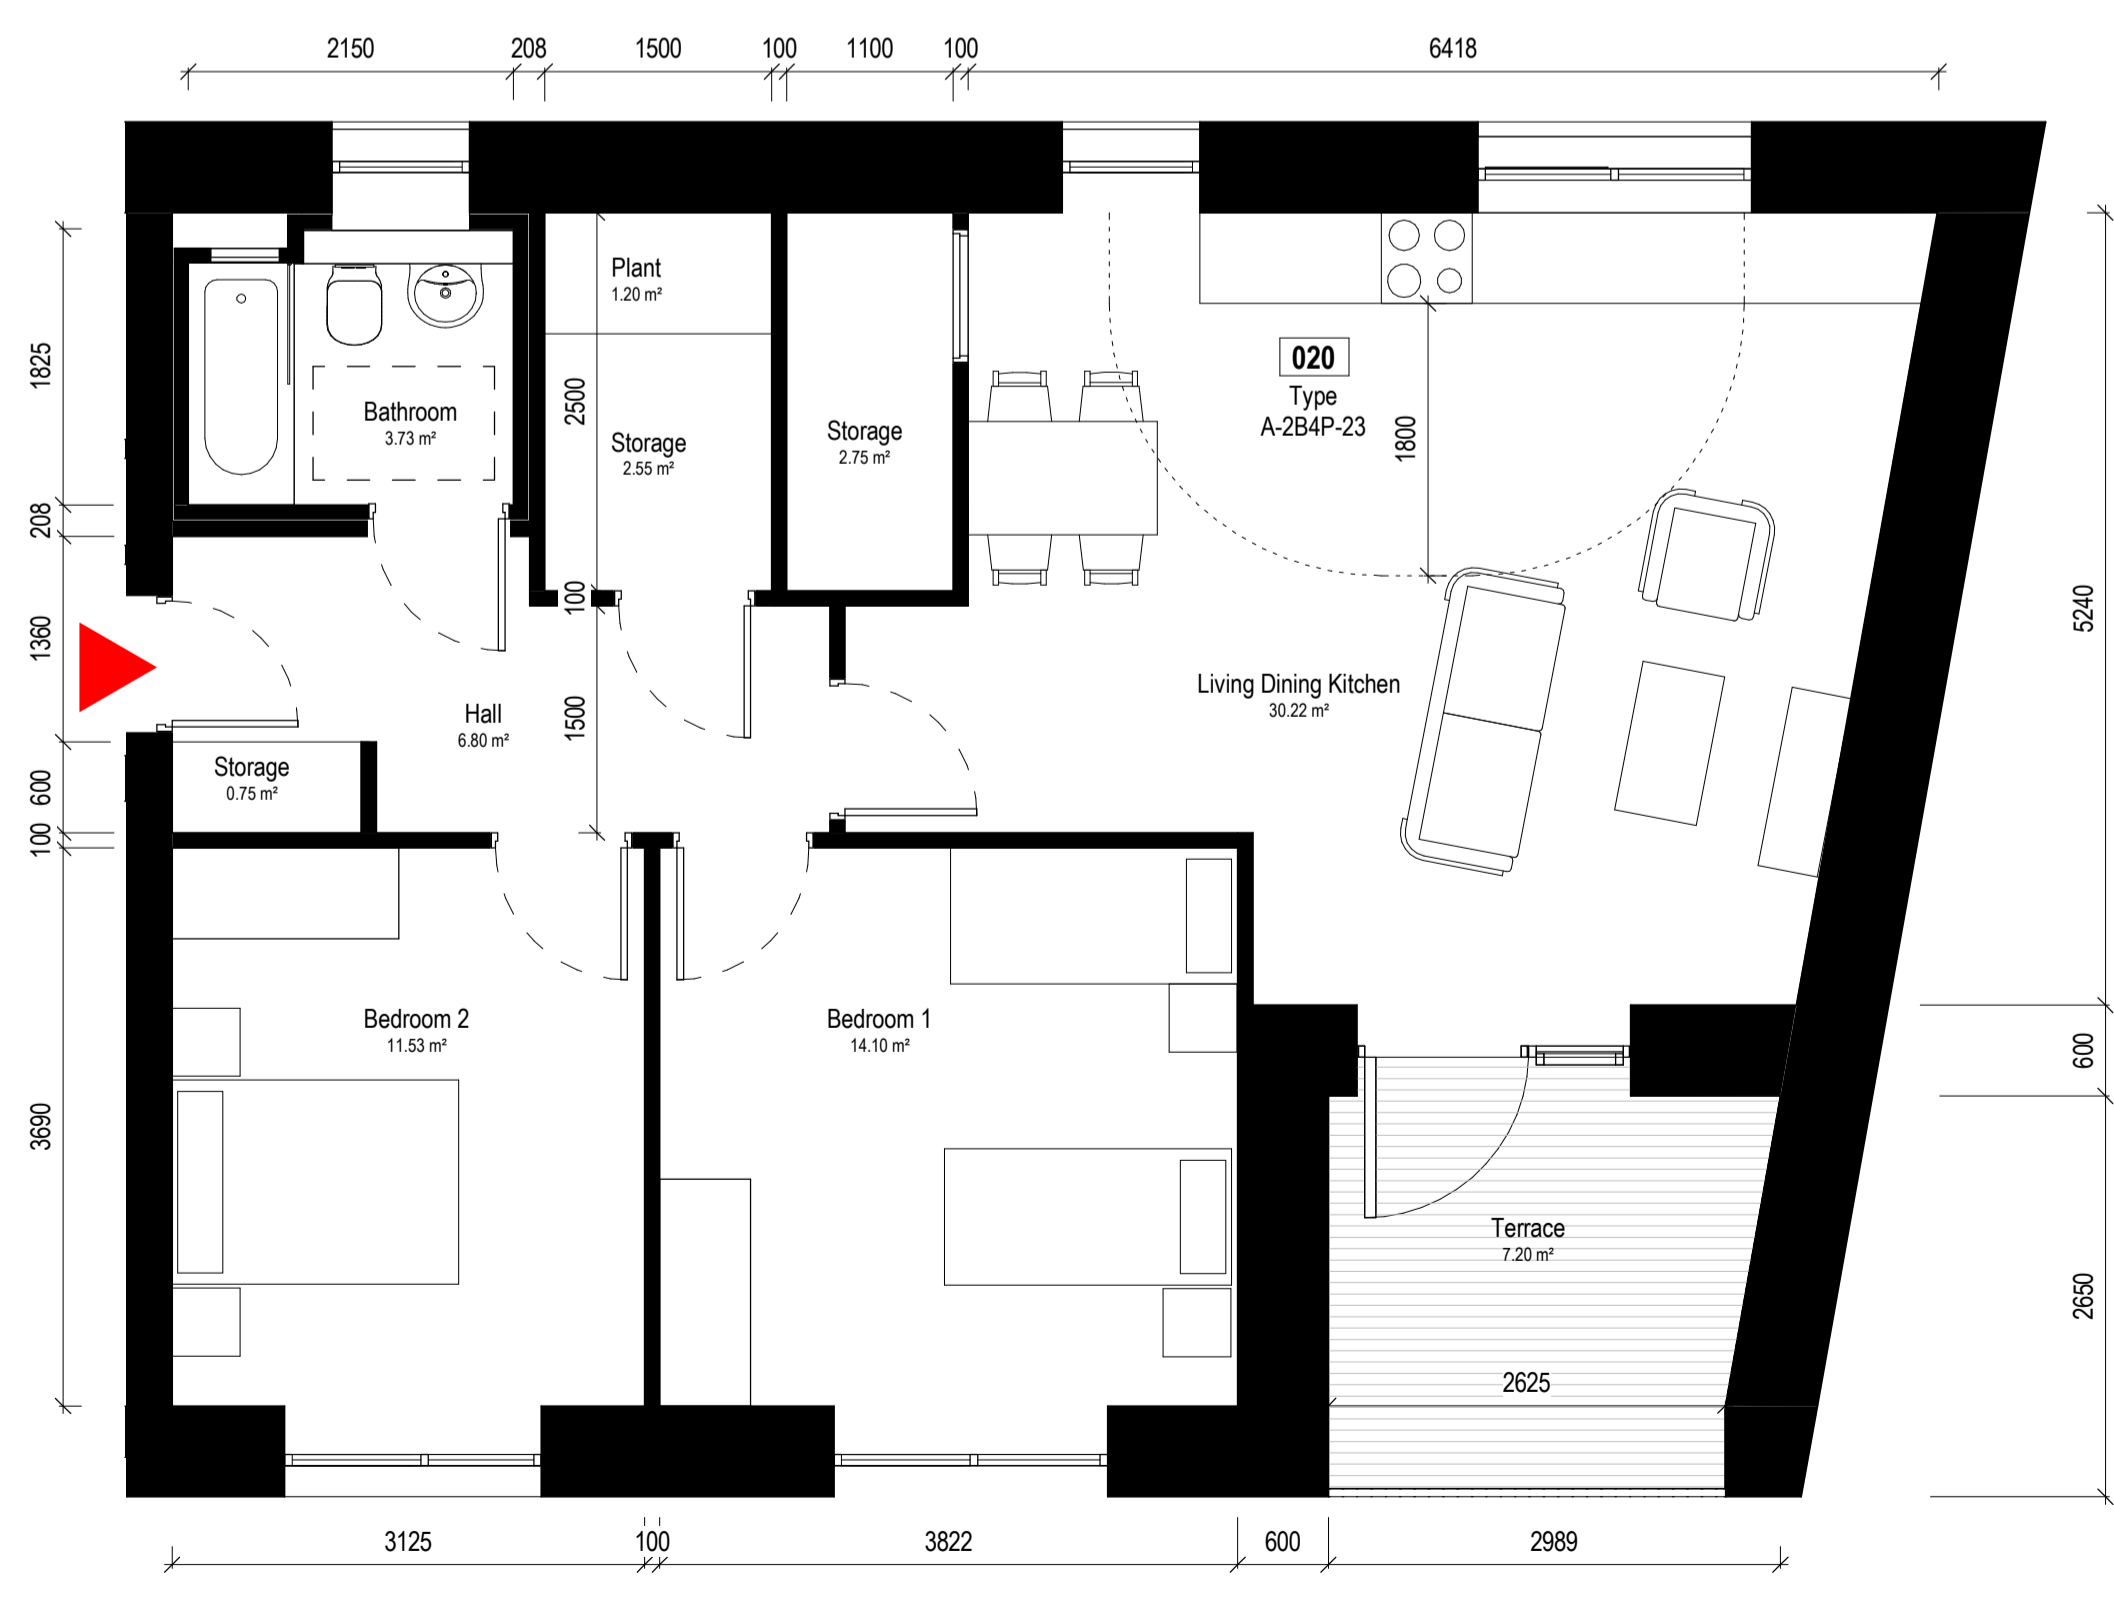 2150
208
1500
100
1100
100
6418
Plant
1.20 m²
020
Type
A-2B4P-23
1825
2500
Bathroom
3.73 m²
Storage
2.55 m²
Storage
2.75 m²
1800
208
100
1360
5240
1500
Living Dining Kitchen
30.22 m²
Hall
6.80 m²
600
Storage
0.75 m²
100
Bedroom 2
11.53 m²
Bedroom 1
14.10 m²
600
3690
Terrace
7.20 m²
2650
2625
3125
100
3822
600
2989